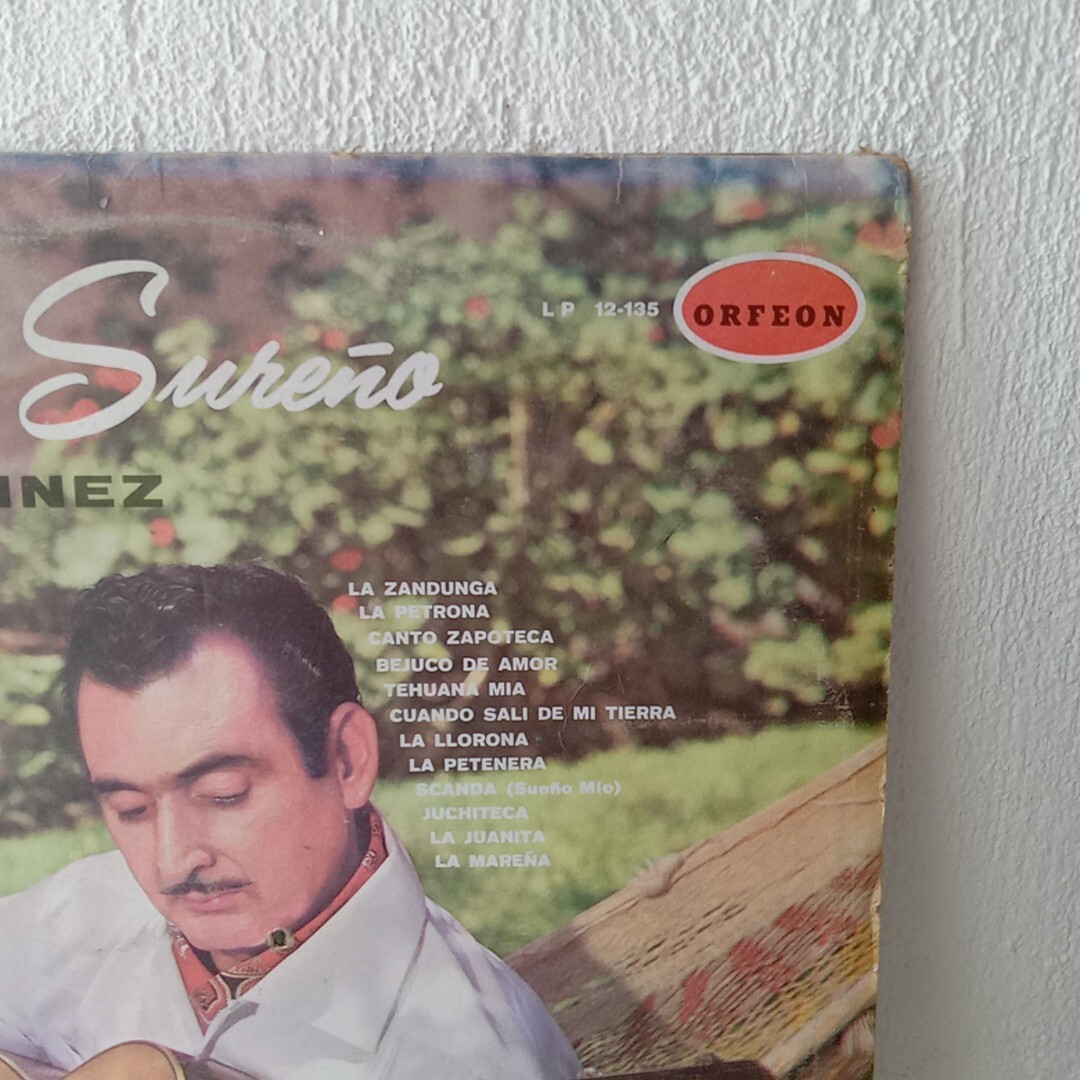 LP 12-135
ORFEON
Sureño
INEZ
LA ZANDUNGA
LA PETRONA
CANTO ZAPOTECA
BEJUCO DE AMOR
TEHUANA MIA
CUANDO SALI DE MI TIERRA
LA LLORONA
LA PETENERA
SCANDA (Sueño Mío)
JUCHITECA
LA JUANITA
LA MAREÑA